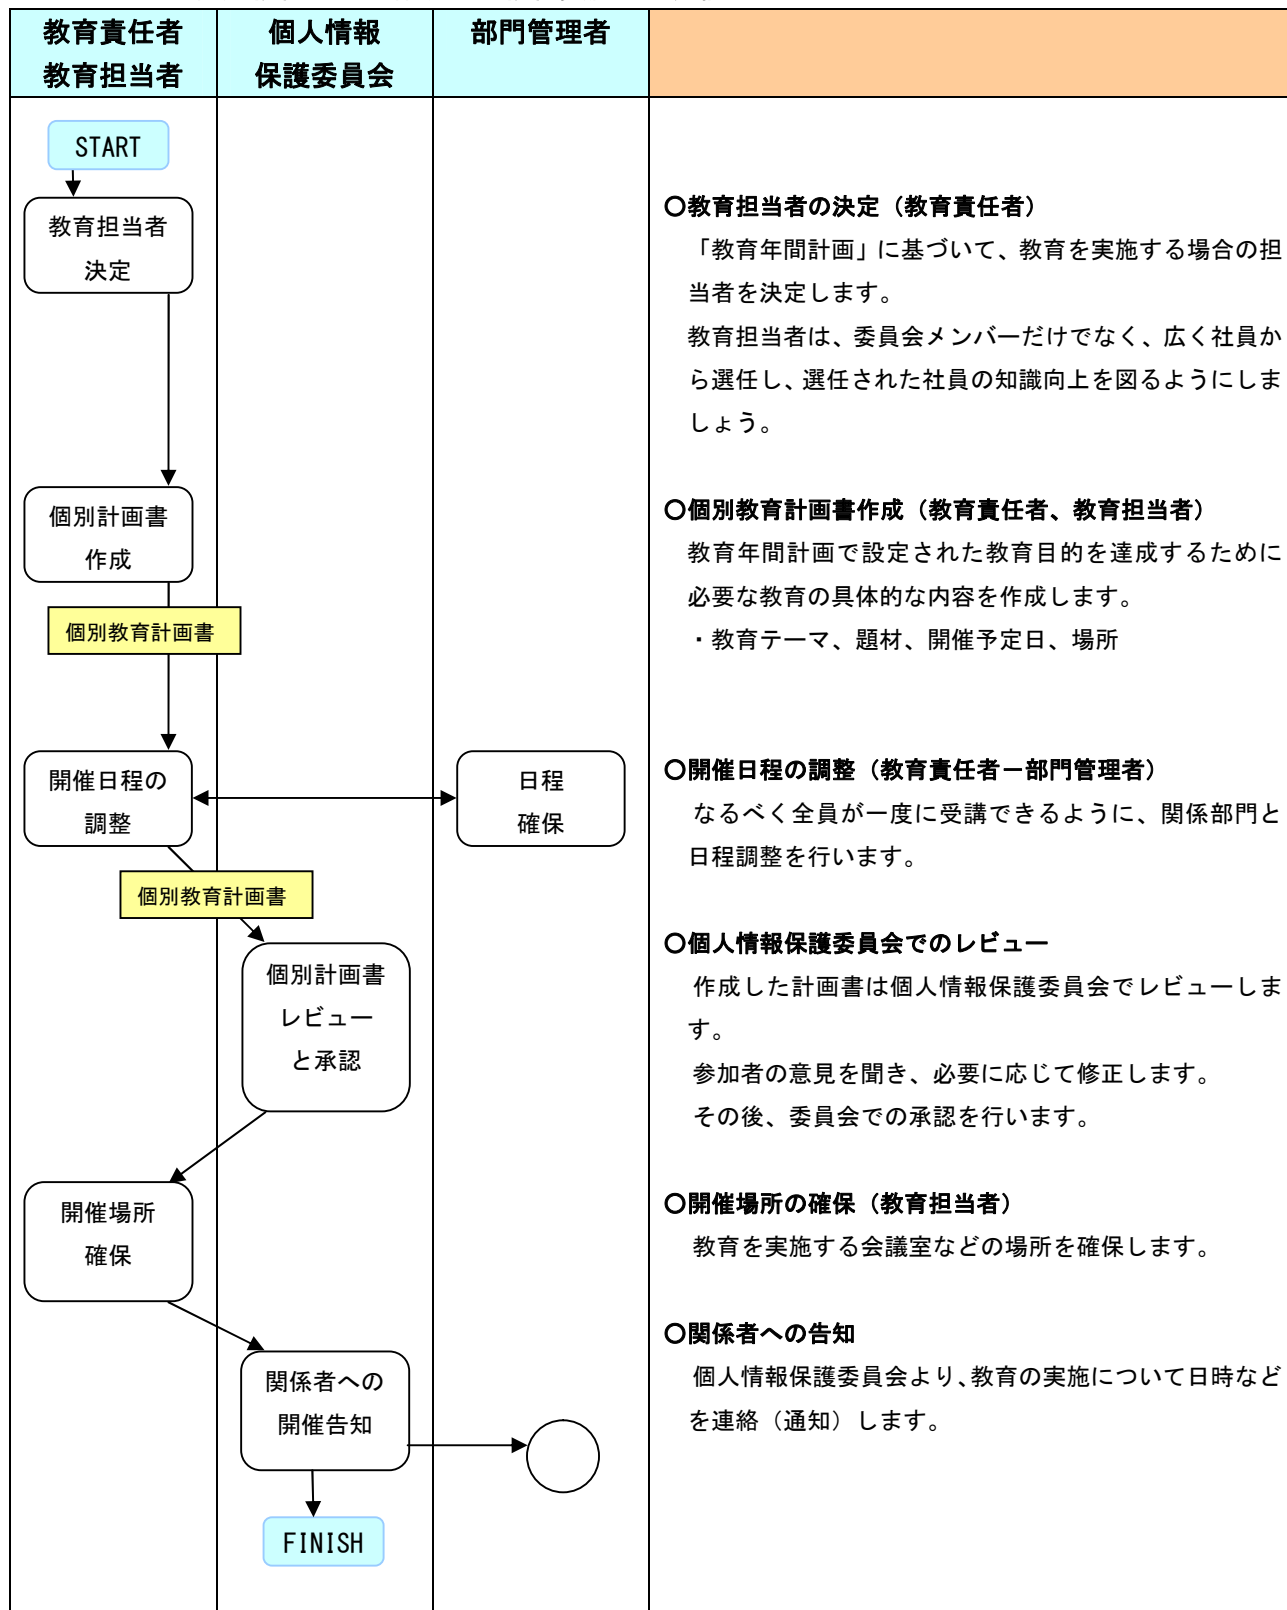 教育責任者
教育担当者
個人情報
保護委員会
部門管理者
START
教育担当者
決定
個別計画書
作成
個別教育計画書
開催日程の
調整
日程
確保
個別教育計画書
個別計画書
レビュー
と承認
開催場所
確保
関係者への
開催告知
FINISH
〇教育担当者の決定（教育責任者）
「教育年間計画」に基づいて、教育を実施する場合の担
当者を決定します。
教育担当者は、委員会メンバーだけでなく、広く社員か
ら選任し、選任された社員の知識向上を図るようにしま
しょう。
〇個別教育計画書作成（教育責任者、教育担当者）
教育年間計画で設定された教育目的を達成するために
必要な教育の具体的な内容を作成します。
・教育テーマ、題材、開催予定日、場所
〇開催日程の調整（教育責任者－部門管理者）
なるべく全員が一度に受講できるように、関係部門と
日程調整を行います。
〇個人情報保護委員会でのレビュー
作成した計画書は個人情報保護委員会でレビューしま
す。
参加者の意見を聞き、必要に応じて修正します。
その後、委員会での承認を行います。
〇開催場所の確保（教育担当者）
教育を実施する会議室などの場所を確保します。
〇関係者への告知
個人情報保護委員会より、教育の実施について日時など
を連絡（通知）します。